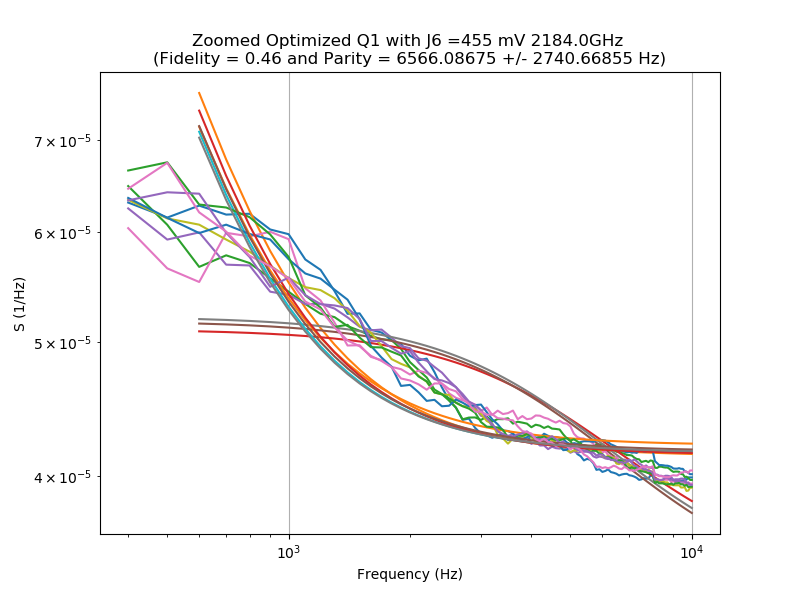 Zoomed Optimized Q1 with J6 =455 mV 2184.0GHz
(Fidelity = 0.46 and Parity = 6566.08675 +/- 2740.66855 Hz)
7 × 10⁻⁵
6 × 10⁻⁵
5 × 10⁻⁵
4 × 10⁻⁵
S (1/Hz)
10³
10⁴
Frequency (Hz)